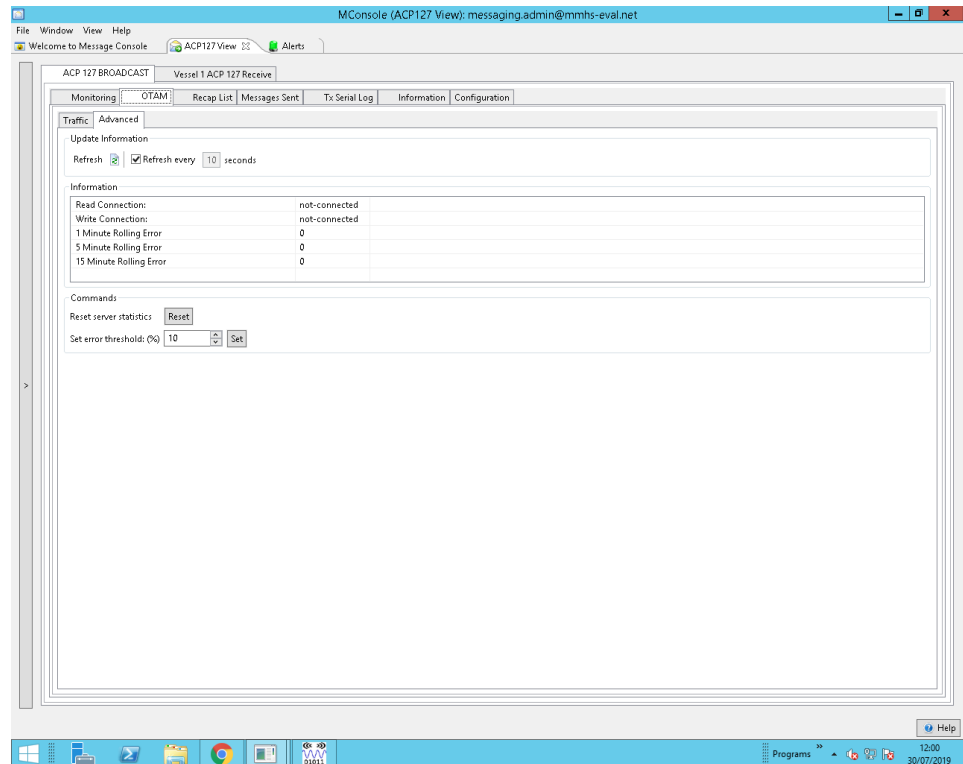 MConsole (ACP127 View): messaging.admin@mmhs-eval.net
File Window View Help
Welcome to Message Console ACP127 View Alerts
ACP 127 BROADCAST Vessel 1 ACP 127 Receive
Monitoring OTAM Recap List Messages Sent Tx Serial Log Information Configuration
Traffic Advanced
Update Information
Refresh Refresh every 10 seconds
Information
Read Connection: not-connected
Write Connection: not-connected
1 Minute Rolling Error 0
5 Minute Rolling Error 0
15 Minute Rolling Error 0
Commands
Reset server statistics Reset
Set error threshold: (%) 10 Set
>
Help
01011
Programs » 12:00
30/07/2019